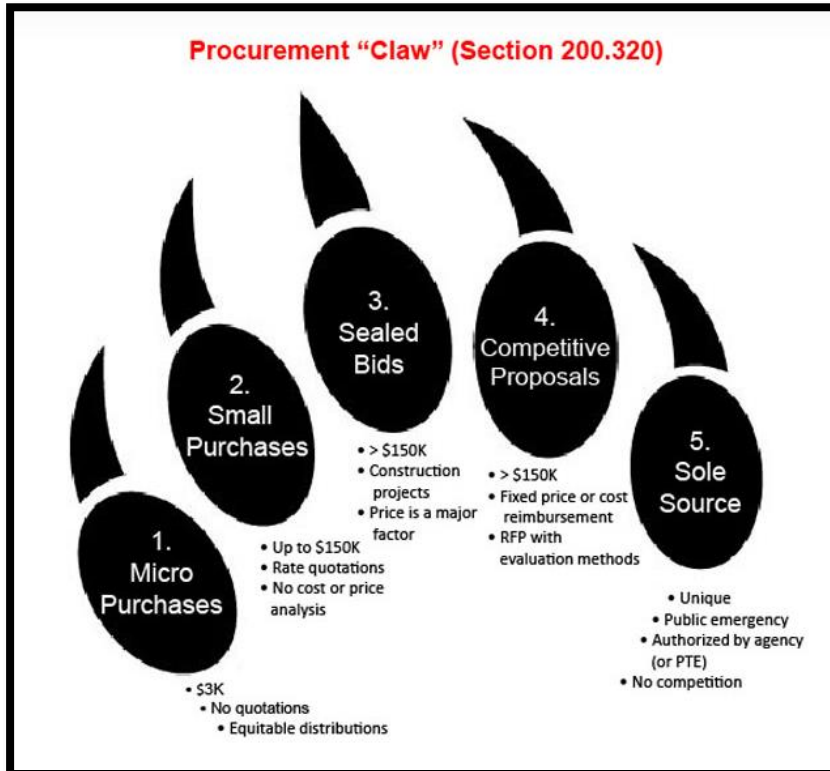 Procurement “Claw” (Section 200.320)
1.
Micro
Purchases
• $3K
• No quotations
• Equitable distributions
2.
Small
Purchases
• Up to $150K
• Rate quotations
• No cost or price
analysis
3.
Sealed
Bids
• > $150K
• Construction
projects
• Price is a major
factor
4.
Competitive
Proposals
• > $150K
• Fixed price or cost
reimbursement
• RFP with
evaluation methods
5.
Sole
Source
• Unique
• Public emergency
• Authorized by agency
(or PTE)
• No competition